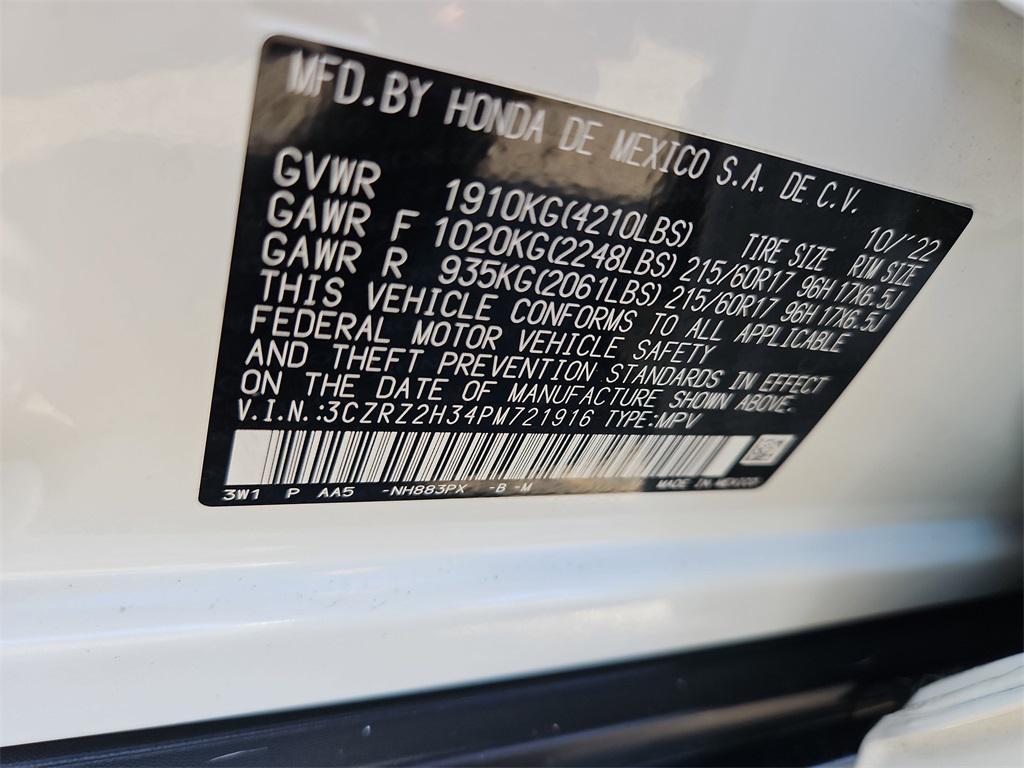 MFD.BY HONDA DE MEXICO S.A. DE C.V.
10/'22
GVWR 1910KG(4210LBS) TIRE SIZE RIM SIZE
GAWR F 1020KG(2248LBS) 215/60R17 96H 17X6.5J
GAWR R 935KG(2061LBS) 215/60R17 96H 17X6.5J
THIS VEHICLE CONFORMS TO ALL APPLICABLE
FEDERAL MOTOR VEHICLE SAFETY
AND THEFT PREVENTION STANDARDS IN EFFECT
ON THE DATE OF MANUFACTURE SHOWN ABOVE.
V.I.N.:3CZRZ2H34PM721916 TYPE:MPV
3W1 P AA5 -NH883PX -B -M MADE IN MEXICO